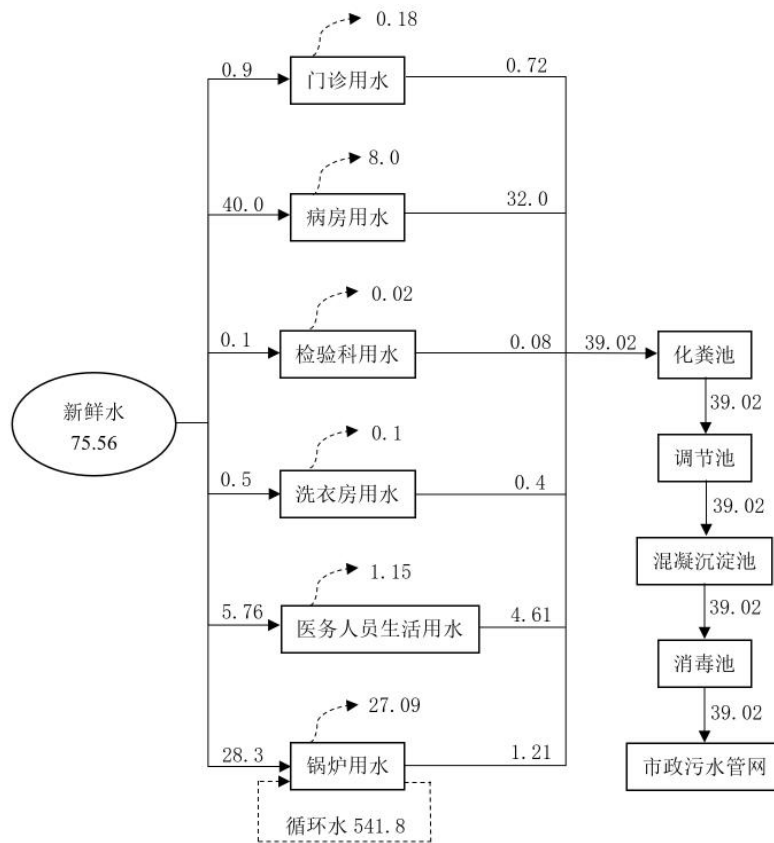 0.18
0.9
门诊用水
0.72
8.0
40.0
病房用水
32.0
0.02
0.1
检验科用水
0.08
39.02
化粪池
39.02
新鲜水
75.56
0.1
0.5
洗衣房用水
0.4
调节池
39.02
混凝沉淀池
1.15
5.76
医务人员生活用水
4.61
39.02
消毒池
27.09
39.02
28.3
锅炉用水
1.21
市政污水管网
循环水 541.8